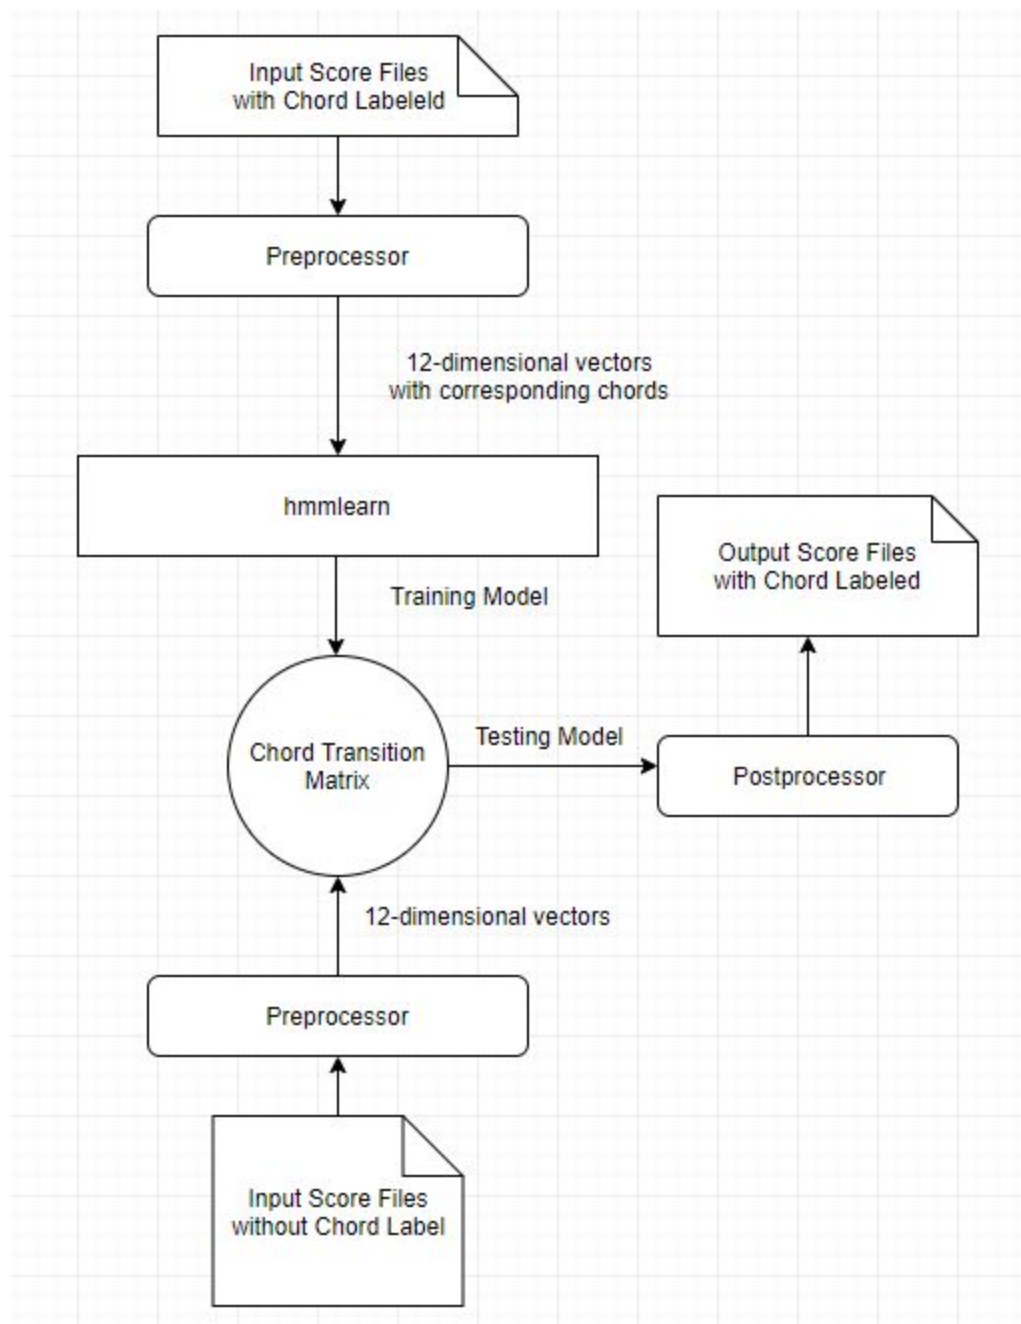 Input Score Files
with Chord Labeleld
Preprocessor
12-dimensional vectors
with corresponding chords
hmmlearn
Training Model
Output Score Files
with Chord Labeled
Chord Transition
Matrix
Testing Model
Postprocessor
12-dimensional vectors
Preprocessor
Input Score Files
without Chord Label